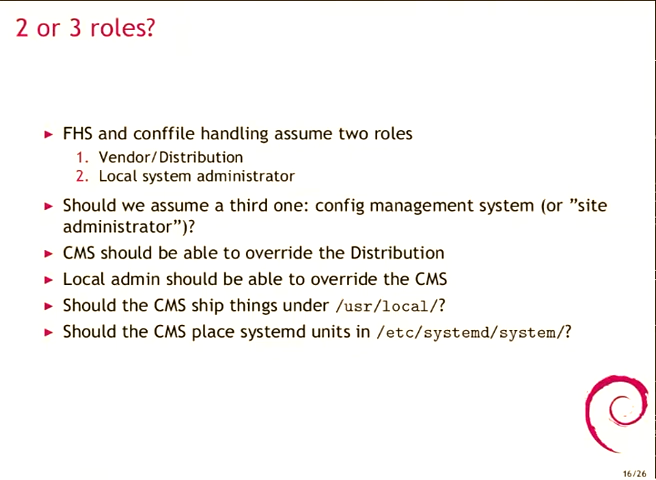 2 or 3 roles?
► FHS and conffile handling assume two roles
1. Vendor/Distribution
2. Local system administrator
► Should we assume a third one: config management system (or ”site
administrator”)?
► CMS should be able to override the Distribution
► Local admin should be able to override the CMS
► Should the CMS ship things under /usr/local/?
► Should the CMS place systemd units in /etc/systemd/system/?
16/26